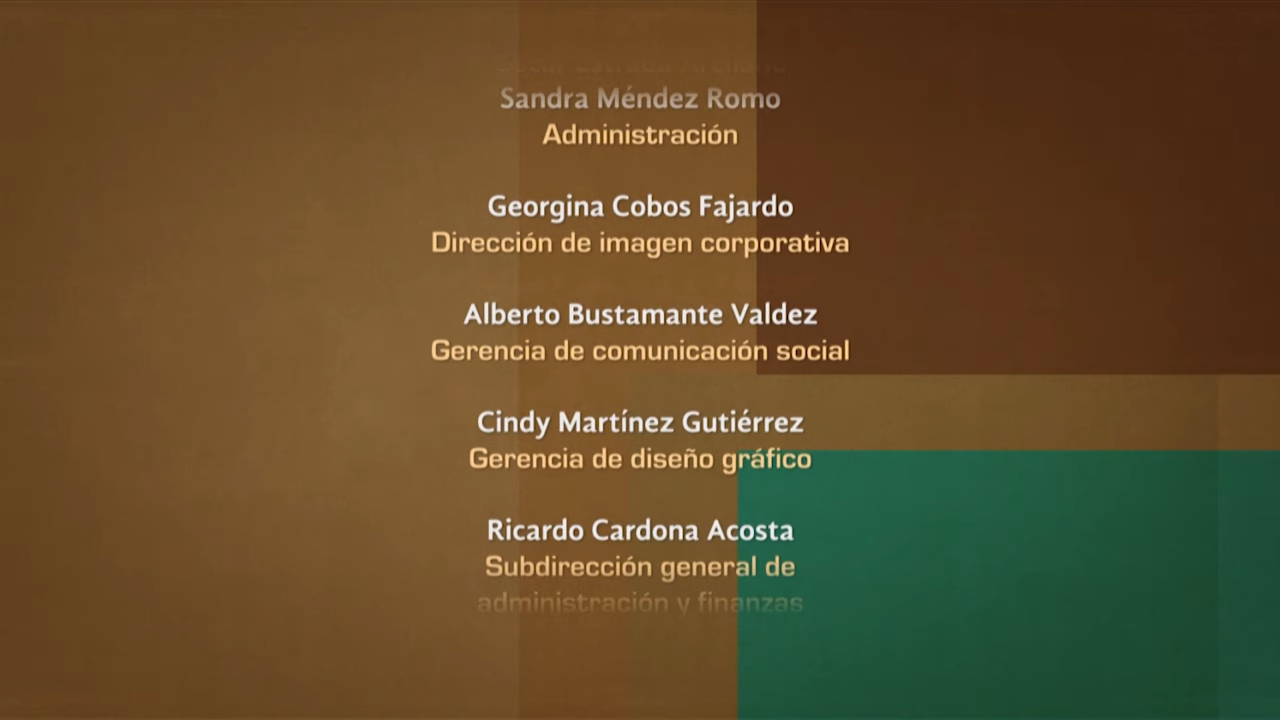 Sandra Méndez Romo
Administración
Georgina Cobos Fajardo
Dirección de imagen corporativa
Alberto Bustamante Valdez
Gerencia de comunicación social
Cindy Martínez Gutiérrez
Gerencia de diseño gráfico
Ricardo Cardona Acosta
Subdirección general de
administración y finanzas